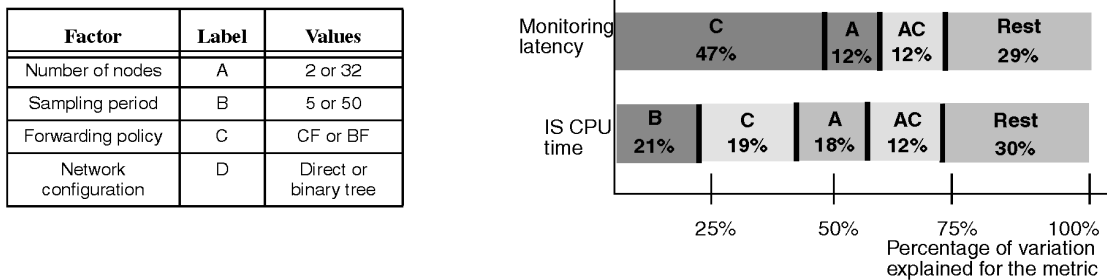 Factor Label Values
Number of nodes A 2 or 32
Sampling period B 5 or 50
Forwarding policy C CF or BF
Network D Direct or
configuration binary tree
Monitoring
latency
C A AC Rest
47% 12% 12% 29%
IS CPU
time
B C A AC Rest
21% 19% 18% 12% 30%
25% 50% 75% 100%
Percentage of variation
explained for the metric